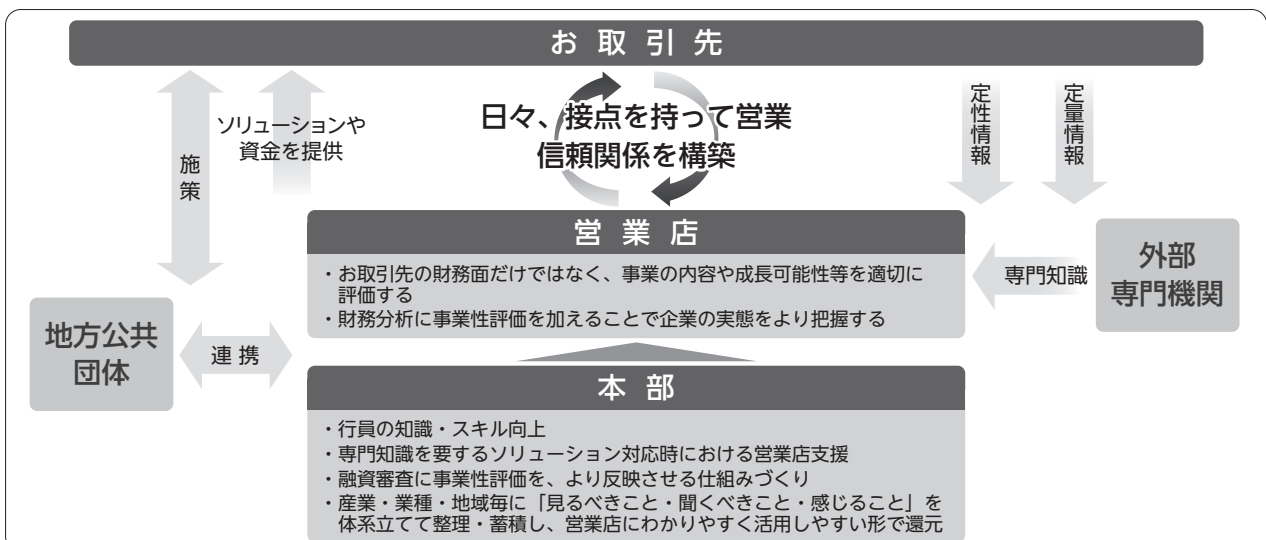 お取引先
施策
ソリューションや
資金を提供
日々、接点を持って営業
信頼関係を構築
定性情報
定量情報
営業店
・お取引先の財務面だけではなく、事業の内容や成長可能性等を適切に
評価する
・財務分析に事業性評価を加えることで企業の実態をより把握する
専門知識
外部
専門機関
地方公共
団体
連携
本部
・行員の知識・スキル向上
・専門知識を要するソリューション対応時における営業店支援
・融資審査に事業性評価を、より反映させる仕組みづくり
・産業・業種・地域毎に「見るべきこと・聞くべきこと・感じること」を
体系立てて整理・蓄積し、営業店にわかりやすく活用しやすい形で還元